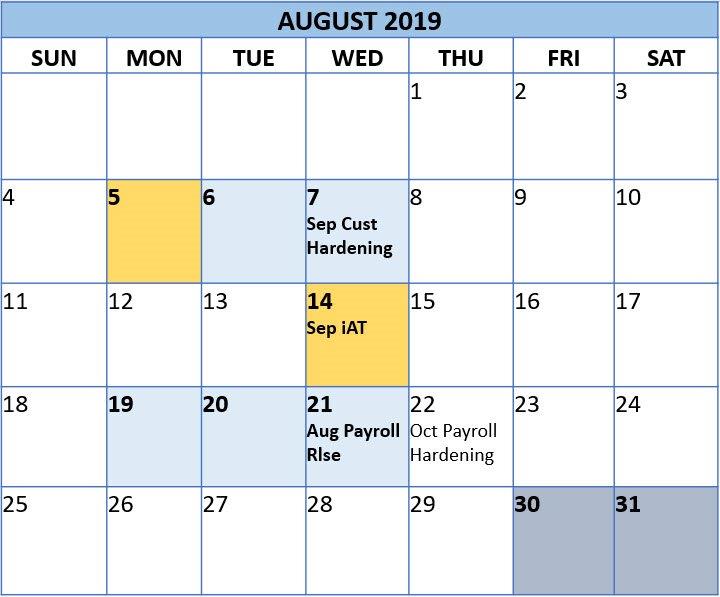 AUGUST 2019
SUN MON TUE WED THU FRI SAT
1 2 3
4 5 6 7 8 9 10
Sep Cust
Hardening
11 12 13 14 15 16 17
Sep iAT
18 19 20 21 22 23 24
Aug Payroll Oct Payroll
Rlse Hardening
25 26 27 28 29 30 31